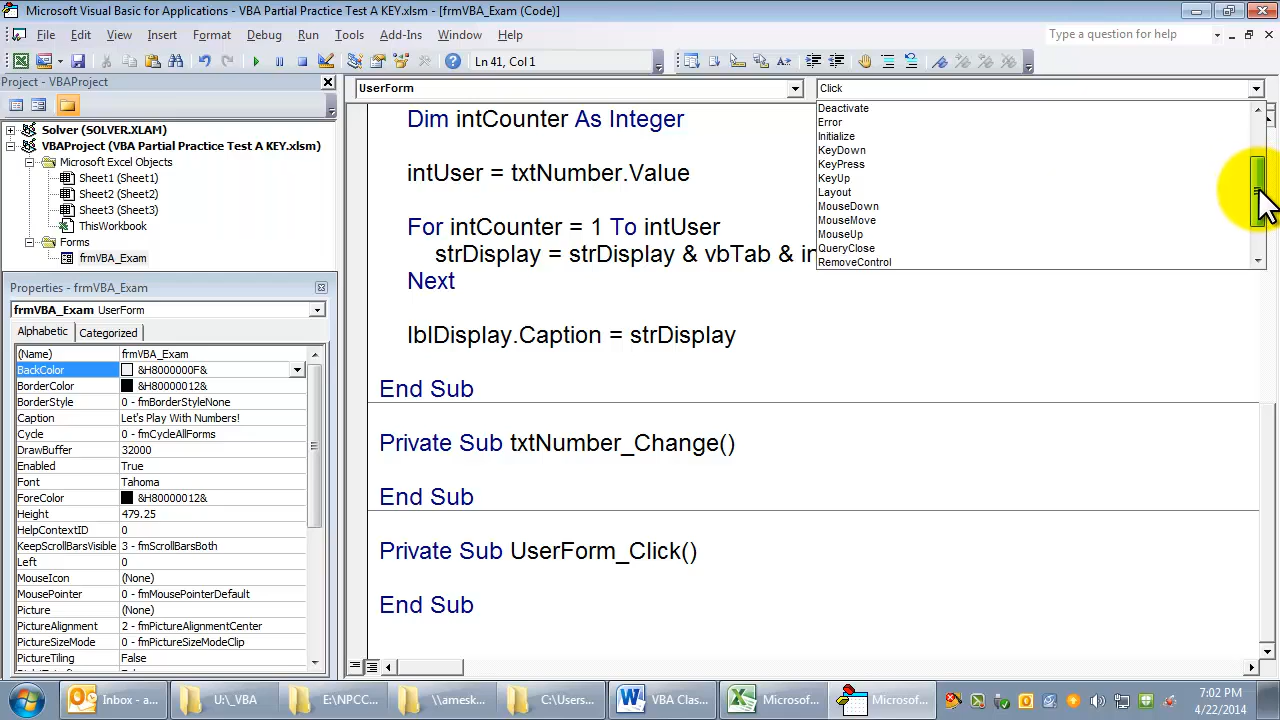 Microsoft Visual Basic for Applications - VBA Partial Practice Test A KEY.xlsm - [frmVBA_Exam (Code)]
File Edit View Insert Format Debug Run Tools Add-Ins Window Help
Type a question for help
Ln 41, Col 1
Project - VBAProject
Solver (SOLVER.XLAM)
VBAProject (VBA Partial Practice Test A KEY.xlsm)
Microsoft Excel Objects
Sheet1 (Sheet1)
Sheet2 (Sheet2)
Sheet3 (Sheet3)
ThisWorkbook
Forms
frmVBA_Exam
Properties - frmVBA_Exam
frmVBA_Exam UserForm
Alphabetic Categorized
(Name) frmVBA_Exam
BackColor &H8000000F&
BorderColor &H80000012&
BorderStyle 0 - fmBorderStyleNone
Caption Let's Play With Numbers!
Cycle 0 - fmCycleAllForms
DrawBuffer 32000
Enabled True
Font Tahoma
ForeColor &H80000012&
Height 479.25
HelpContextID 0
KeepScrollBarsVisible 3 - fmScrollBarsBoth
Left 0
MouseIcon (None)
MousePointer 0 - fmMousePointerDefault
Picture (None)
PictureAlignment 2 - fmPictureAlignmentCenter
PictureSizeMode 0 - fmPictureSizeModeClip
PictureTiling False
UserForm
Click
Deactivate
Error
Initialize
KeyDown
KeyPress
KeyUp
Layout
MouseDown
MouseMove
MouseUp
QueryClose
RemoveControl
Dim intCounter As Integer
intUser = txtNumber.Value
For intCounter = 1 To intUser
strDisplay = strDisplay & vbTab & in
Next
lblDisplay.Caption = strDisplay
End Sub
Private Sub txtNumber_Change()
End Sub
Private Sub UserForm_Click()
End Sub
Inbox - a...
U:\_VBA
E:\NPCC...
\\amesk...
C:\Users...
VBA Clas...
Microsof...
Microsof...
7:02 PM
4/22/2014